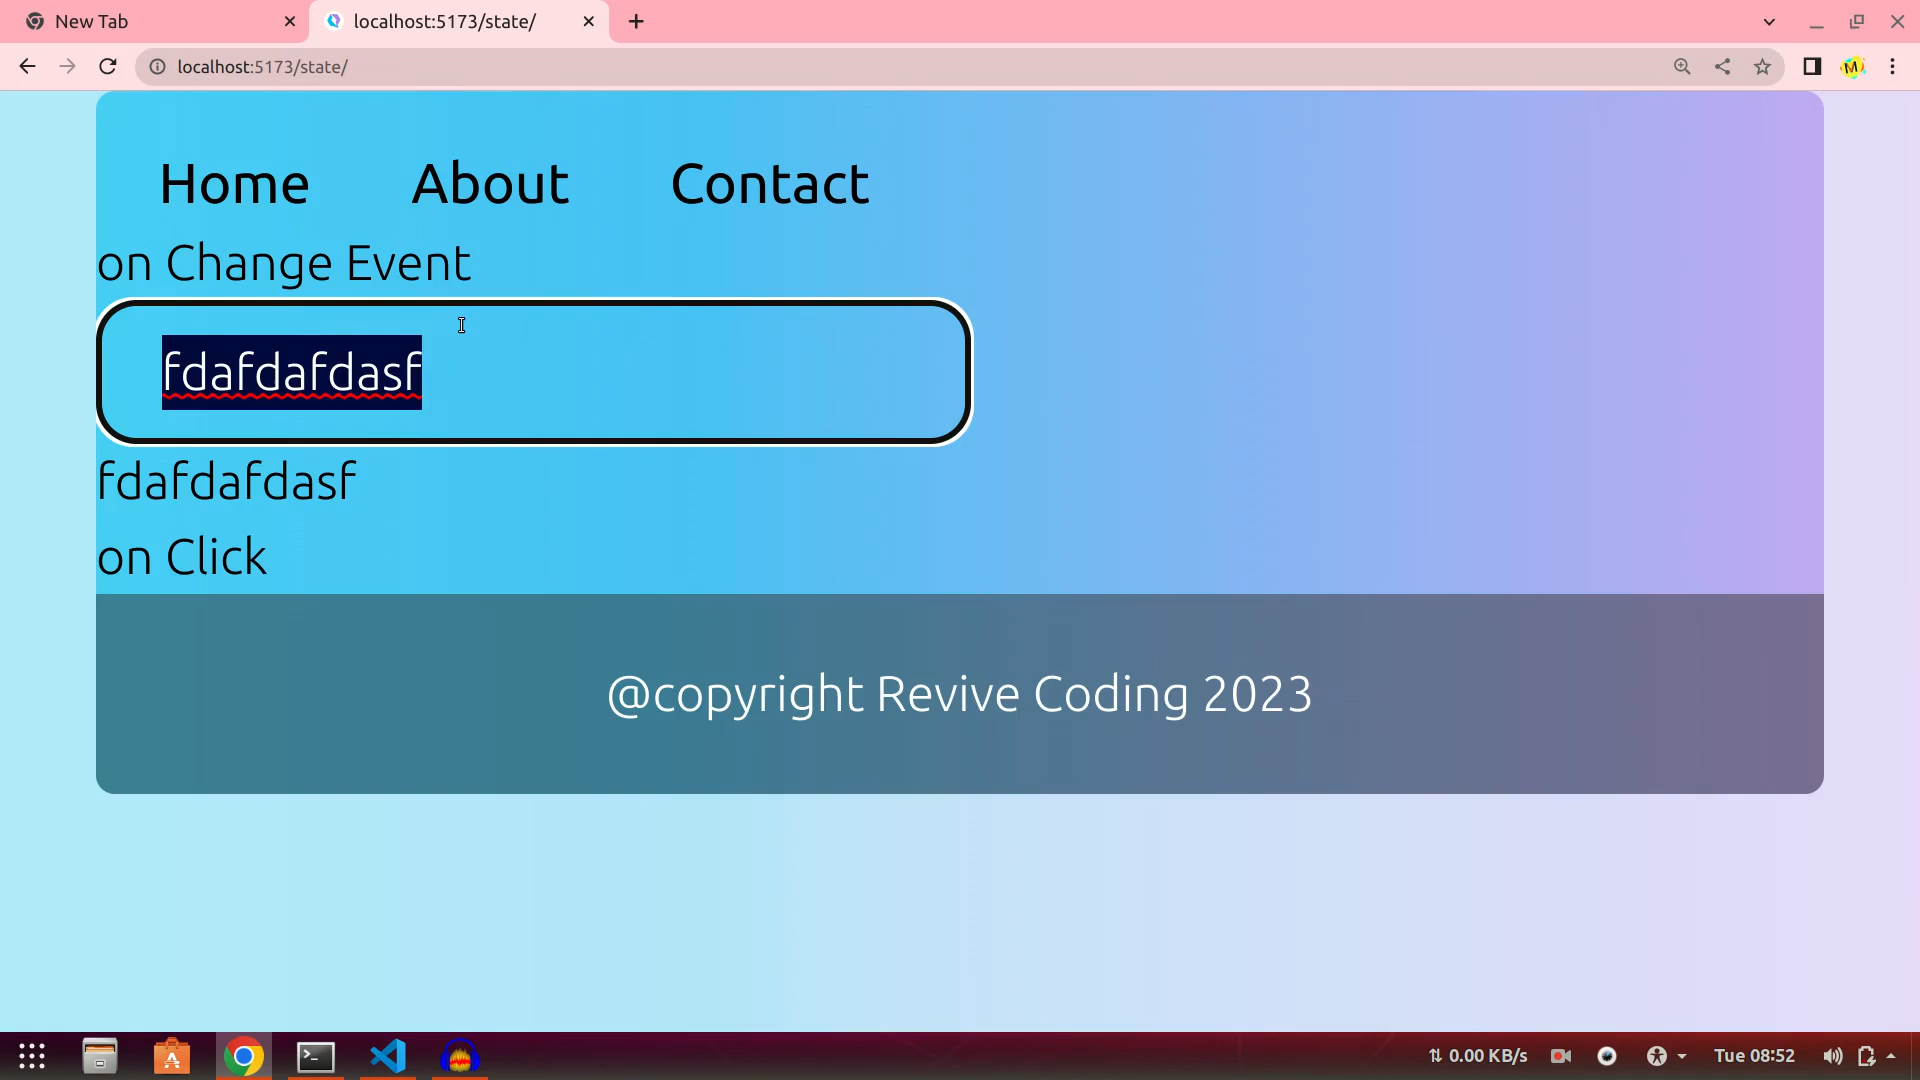 New Tab
localhost:5173/state/
localhost:5173/state/
Home About Contact
on Change Event
fdafdafdasf
fdafdafdasf
on Click
@copyright Revive Coding 2023
0.00 KB/s
Tue 08:52